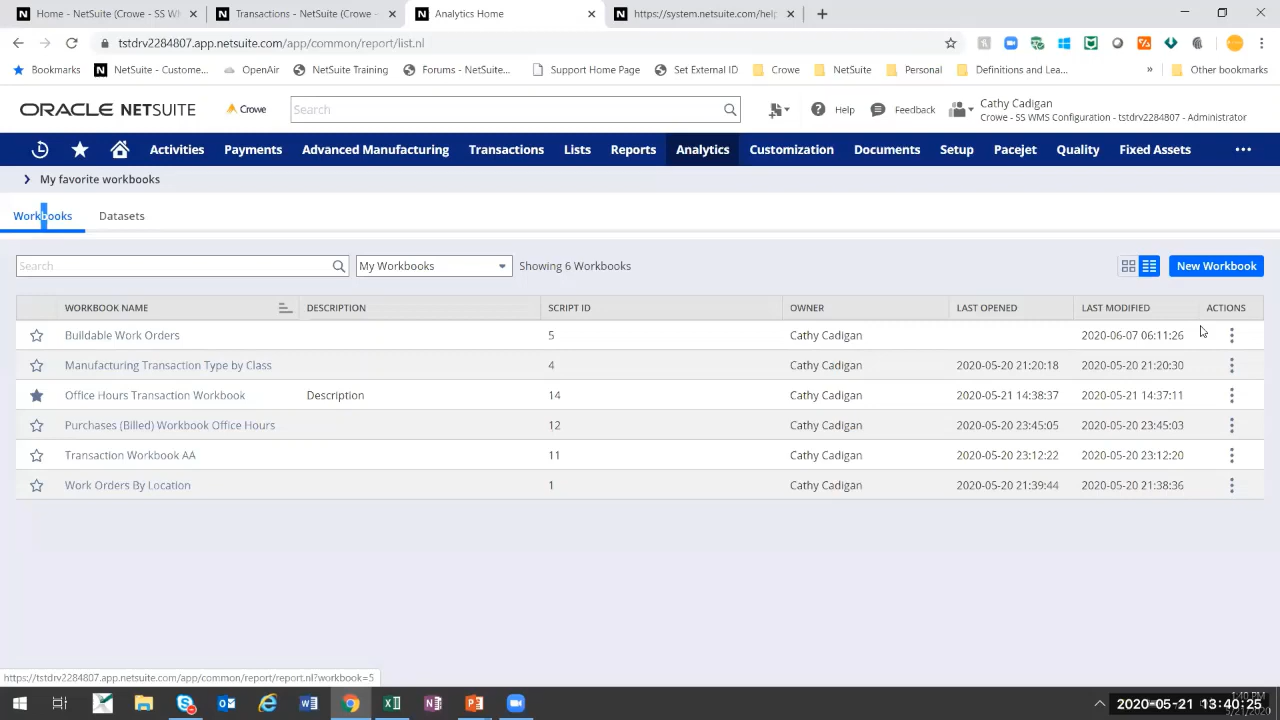 Home - NetSuite (Crowe - SS WM
Transactions - NetSuite (Crowe -
Analytics Home
https://system.netsuite.com/help
tstdrv2284807.app.netsuite.com/app/common/report/list.nl
Bookmarks
NetSuite - Custome...
OpenAir
NetSuite Training
Forums - NetSuite...
Support Home Page
Set External ID
Crowe
NetSuite
Personal
Definitions and Lea...
»
Other bookmarks
ORACLE NETSUITE
Crowe
Search
Help
Feedback
Cathy Cadigan
Crowe - SS WMS Configuration - tstdrv2284807 - Administrator
Activities
Payments
Advanced Manufacturing
Transactions
Lists
Reports
Analytics
Customization
Documents
Setup
Pacejet
Quality
Fixed Assets
My favorite workbooks
Workbooks
Datasets
Search
My Workbooks
Showing 6 Workbooks
New Workbook
WORKBOOK NAME DESCRIPTION SCRIPT ID OWNER LAST OPENED LAST MODIFIED ACTIONS
Buildable Work Orders 5 Cathy Cadigan 2020-06-07 06:11:26
Manufacturing Transaction Type by Class 4 Cathy Cadigan 2020-05-20 21:20:18 2020-05-20 21:20:30
Office Hours Transaction Workbook Description 14 Cathy Cadigan 2020-05-21 14:38:37 2020-05-21 14:37:11
Purchases (Billed) Workbook Office Hours 12 Cathy Cadigan 2020-05-20 23:45:05 2020-05-20 23:45:03
Transaction Workbook AA 11 Cathy Cadigan 2020-05-20 23:12:22 2020-05-20 23:12:20
Work Orders By Location 1 Cathy Cadigan 2020-05-20 21:39:44 2020-05-20 21:38:36
https://tstdrv2284807.app.netsuite.com/app/common/report/report.nl?workbook=5
1:40 PM
2020-05-21 13:40:25